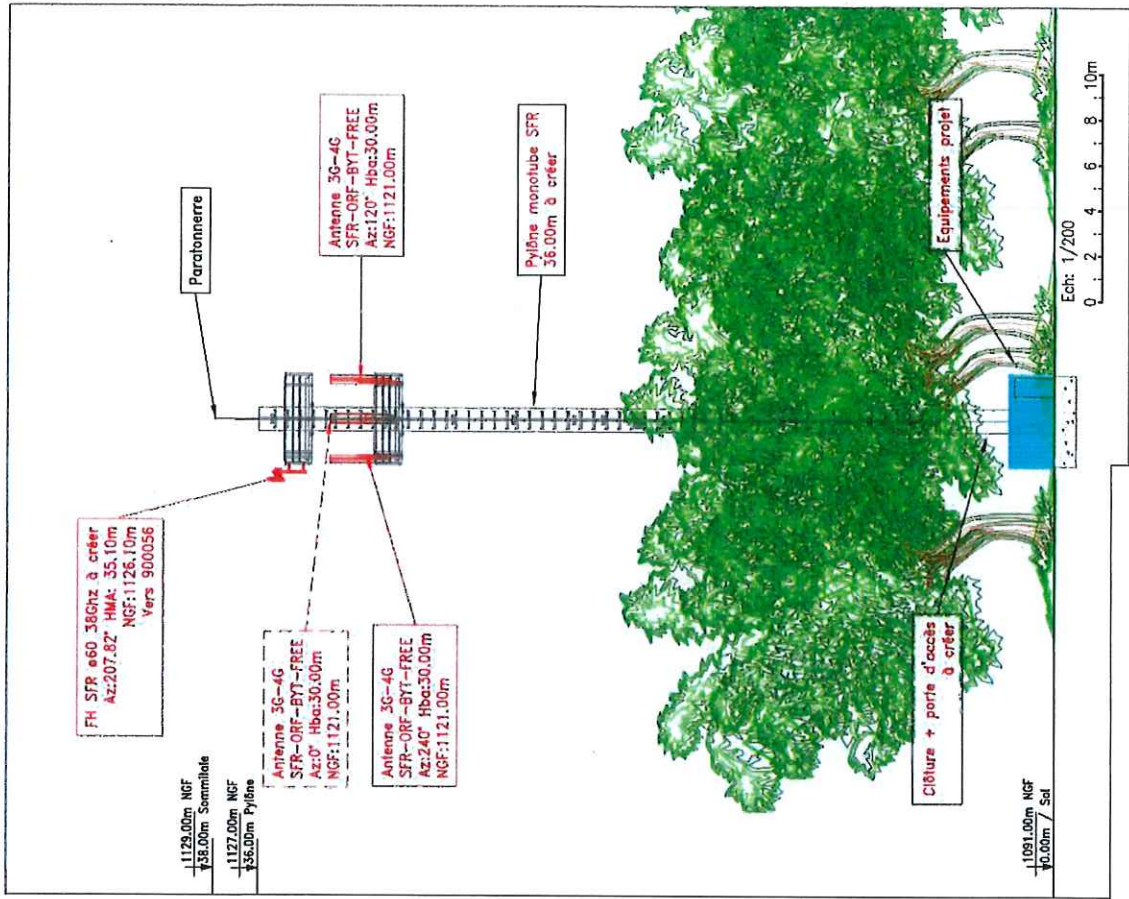 1129.00m NGF
38.00m Sommitale
1127.00m NGF
36.00m Pylône
FH SFR ø60 38Ghz à créer
Az:207.82° HMA: 35.10m
NGF:1126.10m
Vers 900056
Paratonnerre
Antenne 3G-4G
SFR-ORF-BYT-FREE
Az:0° Hba:30.00m
NGF:1121.00m
Antenne 3G-4G
SFR-ORF-BYT-FREE
Az:120° Hba:30.00m
NGF:1121.00m
Antenne 3G-4G
SFR-ORF-BYT-FREE
Az:240° Hba:30.00m
NGF:1121.00m
Pylône monotube SFR
36.00m à créer
Clôture + porte d'accès
à créer
Equipements projet
1091.00m NGF
0.00m / Sol
Ech: 1/200
0 2 4 6 8 10m